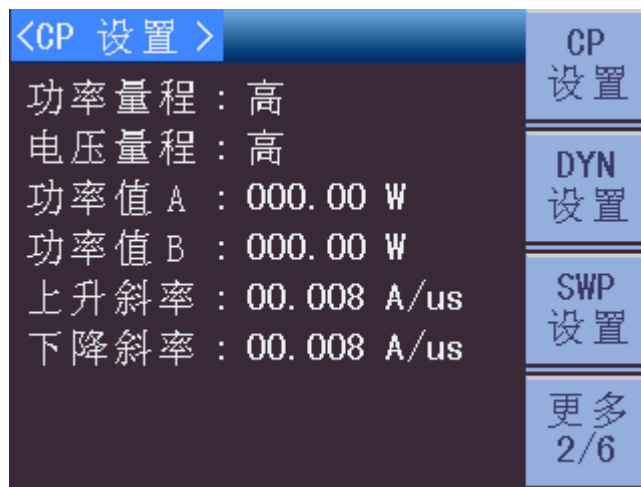 <CP 设置 >
功率量程 : 高
电压量程 : 高
功率值 A : 000.00 W
功率值 B : 000.00 W
上升斜率 : 00.008 A/us
下降斜率 : 00.008 A/us
CP
设置
DYN
设置
SWP
设置
更多
2/6